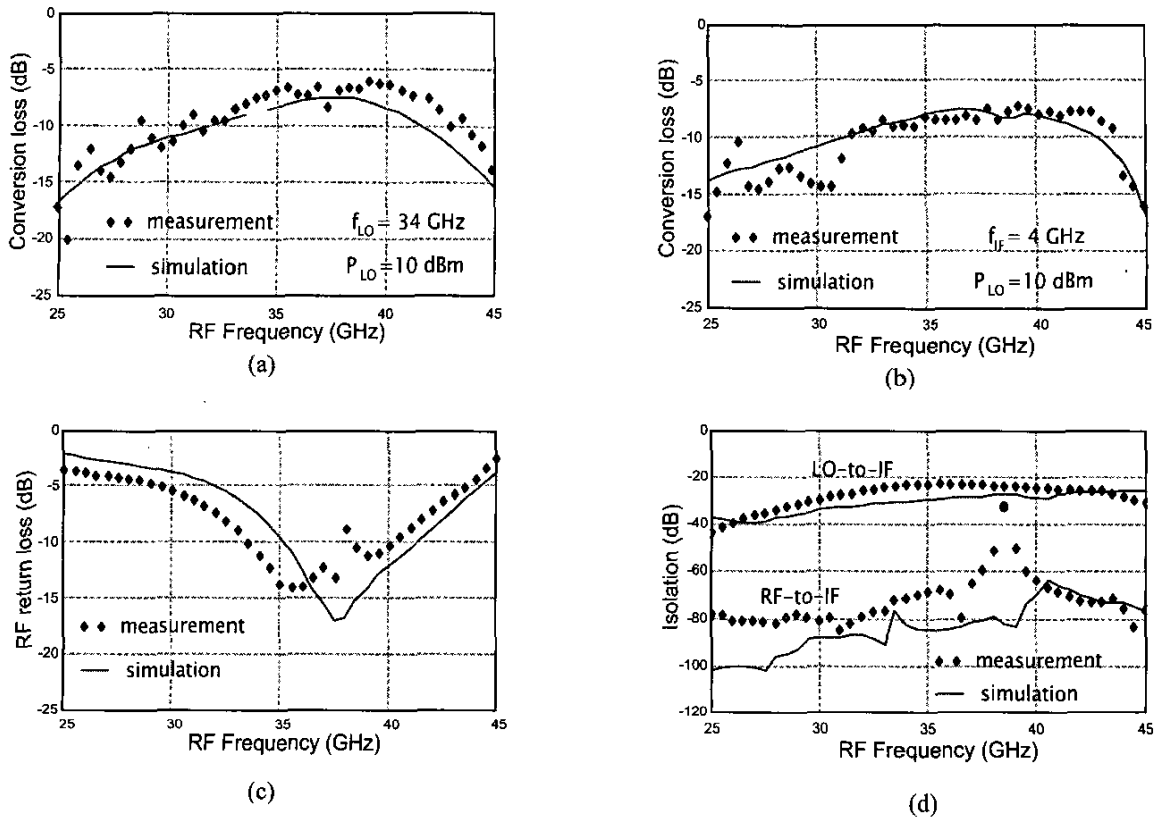 0
-5
-10
-15
-20
-25
Conversion loss (dB)
measurement
f_LO = 34 GHz
simulation
P_LO =10 dBm
25
30
35
40
45
RF Frequency (GHz)
(a)
0
-5
-10
-15
-20
-25
Conversion loss (dB)
measurement
f_IF = 4 GHz
simulation
P_LO =10 dBm
25
30
35
40
45
RF Frequency (GHz)
(b)
0
-5
-10
-15
-20
-25
RF return loss (dB)
measurement
simulation
25
30
35
40
45
RF Frequency (GHz)
(c)
0
-20
-40
-60
-80
-100
-120
Isolation (dB)
LO-to-IF
RF-to-IF
measurement
simulation
25
30
35
40
45
RF Frequency (GHz)
(d)